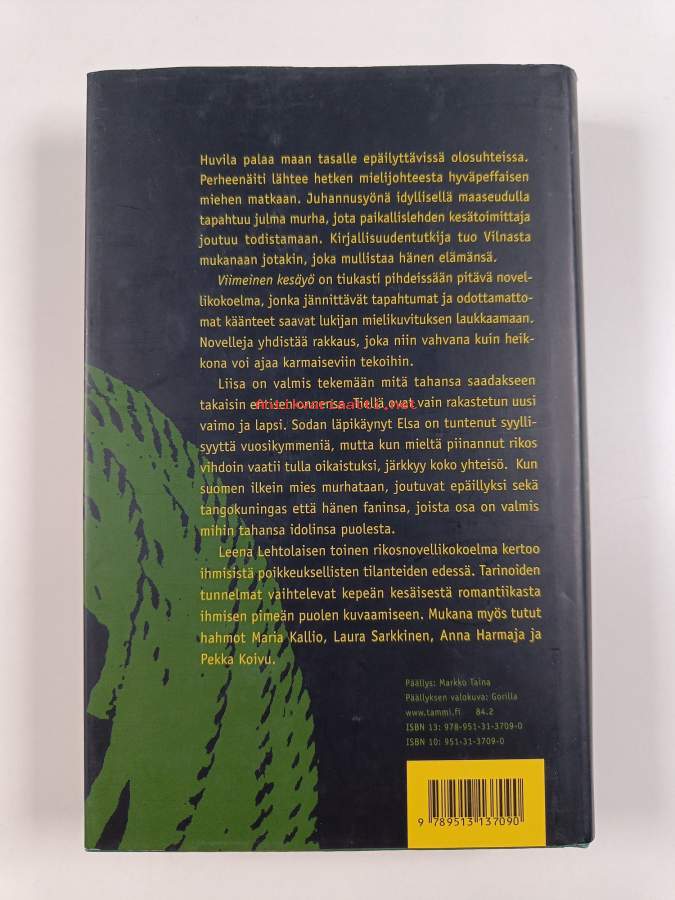 Huvila palaa maan tasalle epäilyttävissä olosuhteissa.
Perheenäiti lähtee hetken mielijohteesta hyväpeffaisen
miehen matkaan. Juhannusyönä idyllisellä maaseudulla
tapahtuu julma murha, jota paikallislehden kesätoimittaja
joutuu todistamaan. Kirjallisuudentutkija tuo Vilnasta
mukanaan jotakin, joka mullistaa hänen elämänsä.
Viimeinen kesäyö on tiukasti pihdeissään pitävä novel-
likokoelma, jonka jännittävät tapahtumat ja odottamatto-
mat käänteet saavat lukijan mielikuvituksen laukkaamaan.
Novelleja yhdistää rakkaus, joka niin vahvana kuin heik-
kona voi ajaa karmaiseviin tekoihin.
Liisa on valmis tekemään mitä tahansa saadakseen
takaisin entisen onnensa. Tiellä ovat vain rakastetun uusi
vaimo ja lapsi. Sodan läpikäynyt Elsa on tuntenut syylli-
syyttä vuosikymmeniä, mutta kun mieltä piinannut rikos
vihdoin vaatii tulla oikaistuksi, järkkyy koko yhteisö. Kun
suomen ilkein mies murhataan, joutuvat epäillyksi sekä
tangokuningas että hänen faninsa, joista osa on valmis
mihin tahansa idolinsa puolesta.
Leena Lehtolaisen toinen rikosnovellikokoelma kertoo
ihmisistä poikkeuksellisten tilanteiden edessä. Tarinoiden
tunnelmat vaihtelevat kepeän kesäisestä romantiikasta
ihmisen pimeän puolen kuvaamiseen. Mukana myös tutut
hahmot Maria Kallio, Laura Sarkkinen, Anna Harmaja ja
Pekka Koivu.
Päällys: Markko Taina
Päällyksen valokuva: Gorilla
www.tammi.fi 84.2
ISBN 13: 978-951-31-3709-0
ISBN 10: 951-31-3709-0
9 789513 137090